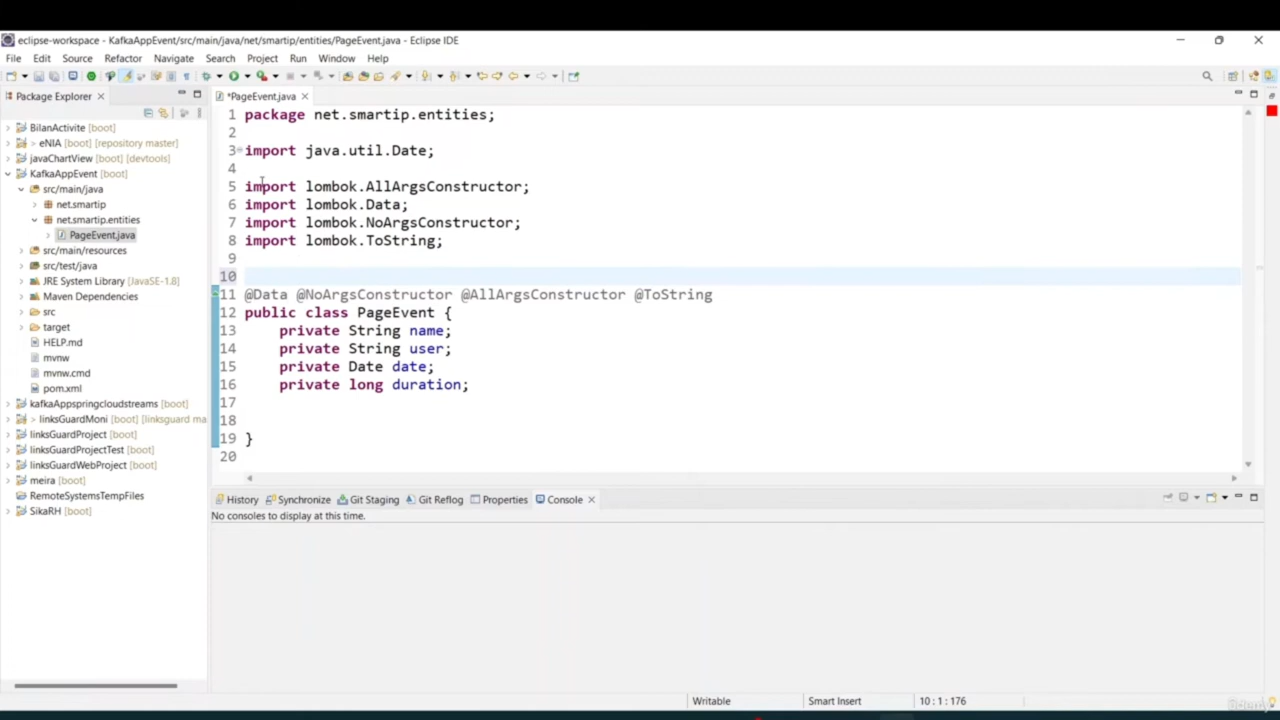 eclipse-workspace - KafkaAppEvent/src/main/java/net/smartip/entities/PageEvent.java - Eclipse IDE
File Edit Source Refactor Navigate Search Project Run Window Help
Package Explorer
*PageEvent.java
BilanActivite [boot]
> eNIA [boot] [repository master]
javaChartView [boot] [devtools]
KafkaAppEvent [boot]
src/main/java
net.smartip
net.smartip.entities
PageEvent.java
src/main/resources
src/test/java
JRE System Library [JavaSE-1.8]
Maven Dependencies
src
target
HELP.md
mvnw
mvnw.cmd
pom.xml
kafkaAppspringcloudstreams [boot]
> linksGuardMoni [boot] [linksguard ma
linksGuardProject [boot]
linksGuardProjectTest [boot]
linksGuardWebProject [boot]
meira [boot]
RemoteSystemsTempFiles
SikaRH [boot]
1 package net.smartip.entities;
2
3 import java.util.Date;
4
5 import lombok.AllArgsConstructor;
6 import lombok.Data;
7 import lombok.NoArgsConstructor;
8 import lombok.ToString;
9
10
11 @Data @NoArgsConstructor @AllArgsConstructor @ToString
12 public class PageEvent {
13 private String name;
14 private String user;
15 private Date date;
16 private long duration;
17
18
19 }
20
History Synchronize Git Staging Git Reflog Properties Console
No consoles to display at this time.
Writable Smart Insert 10 : 1 : 176
ûdemy